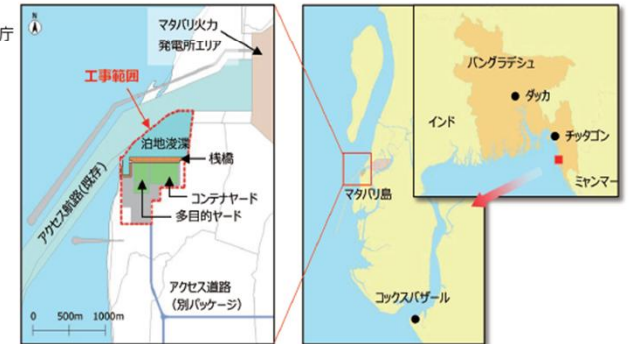 庁
N
マタバリ火力
発電所エリア
工事範囲
泊地浚渫
桟橋
コンテナヤード
多目的ヤード
アクセス航路(既存)
アクセス道路
(別パッケージ)
0 500m 1000m
バングラデシュ
ダッカ
インド
チッタゴン
ミャンマー
マタバリ島
コックスバザール